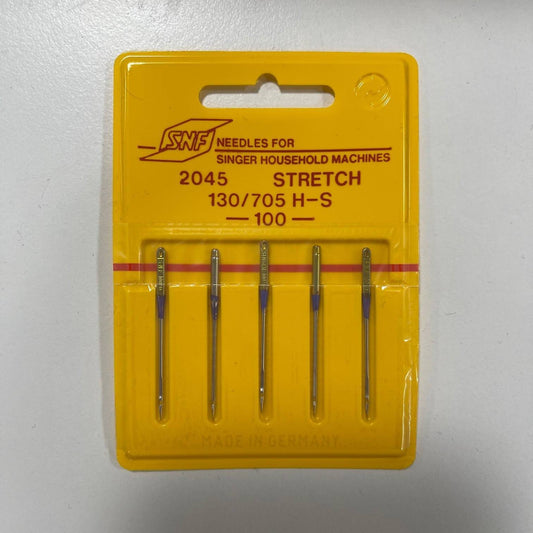 SNF
NEEDLES FOR
SINGER HOUSEHOLD MACHINES
2045 STRETCH
130/705 H-S
—100—
MADE IN GERMANY